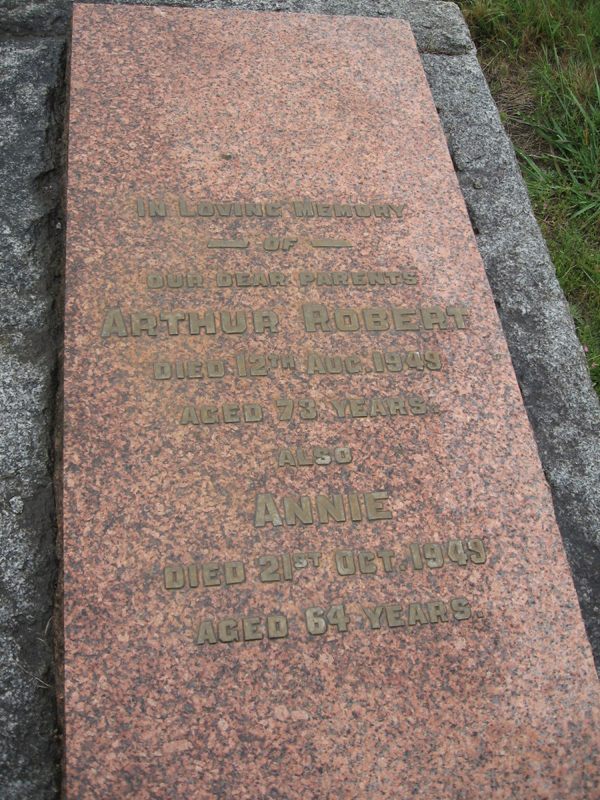 In Loving Memory
— OF —
OUR DEAR PARENTS
ARTHUR ROBERT
DIED 12TH AUG. 1949
AGED 73 YEARS.
ALSO
ANNIE
DIED 21ST OCT. 1949
AGED 64 YEARS.